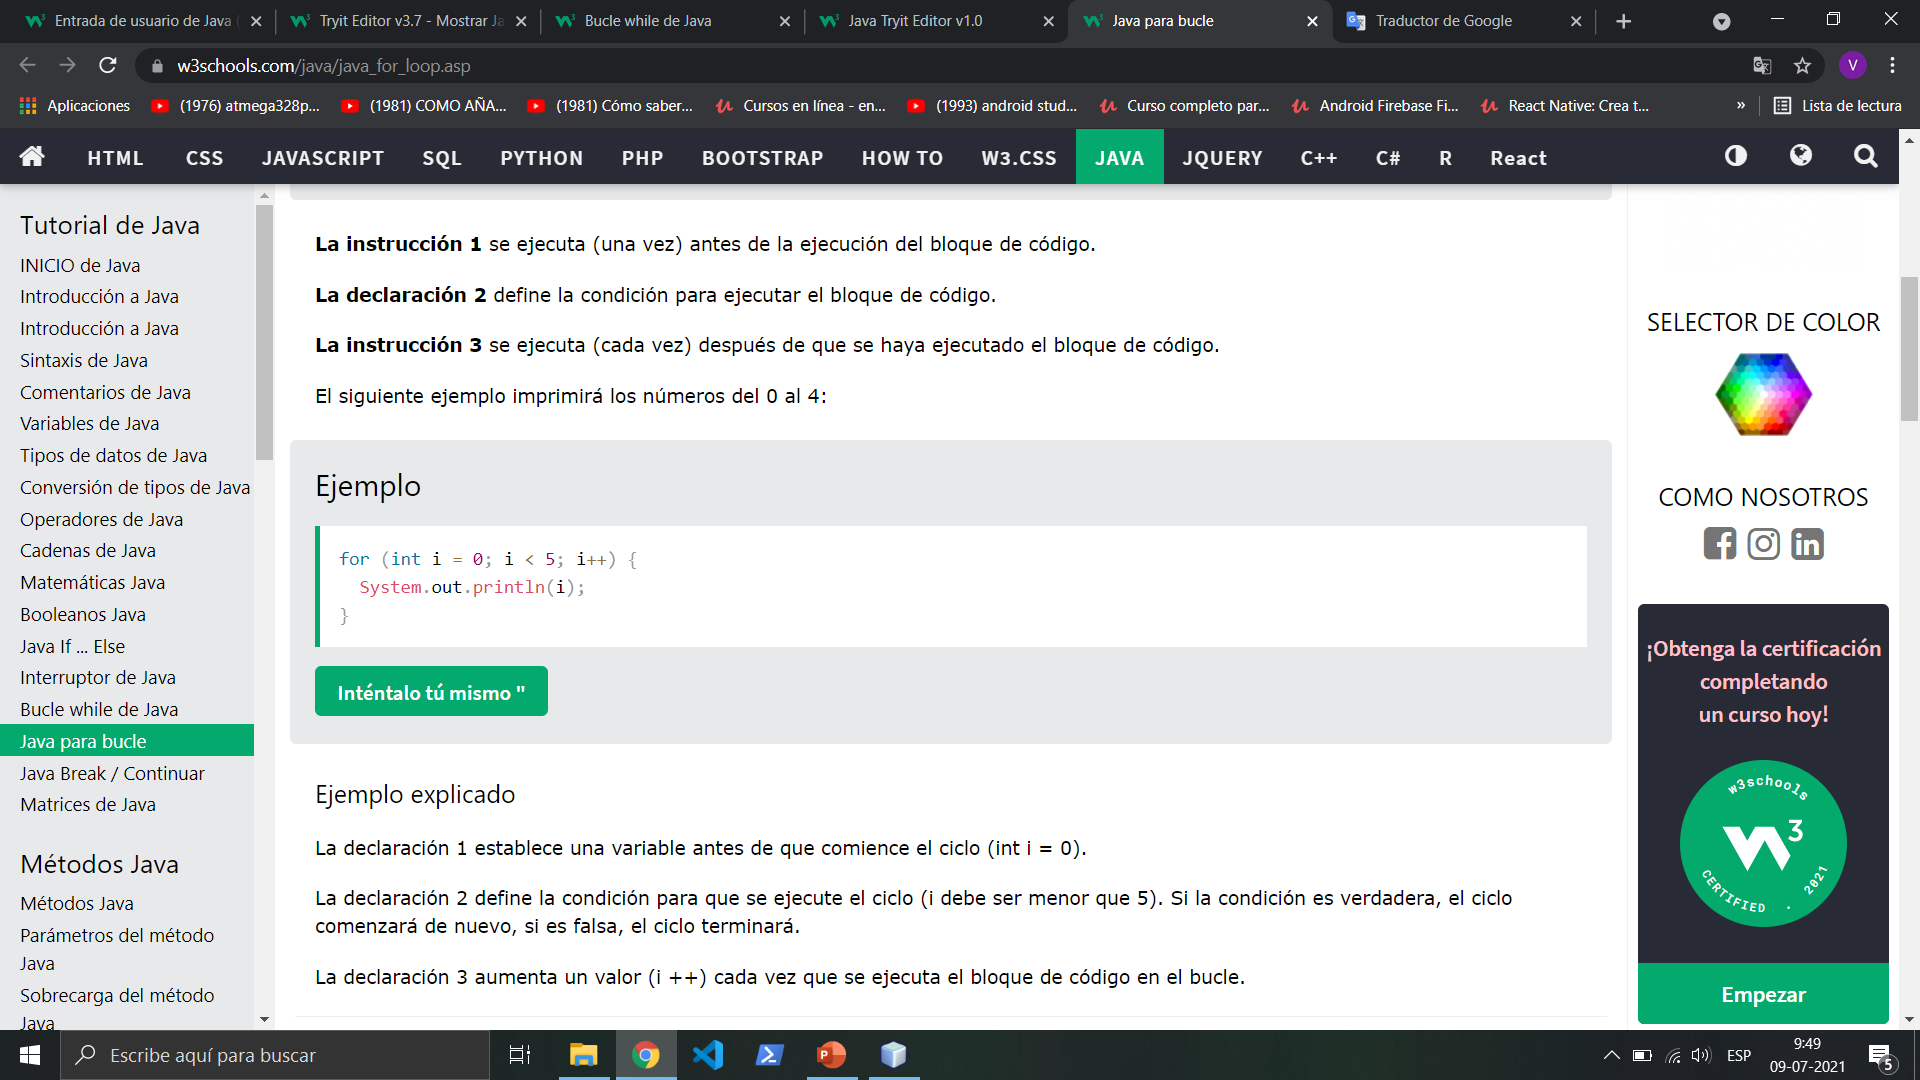 Entrada de usuario de Java (
Tryit Editor v3.7 - Mostrar Ja
Bucle while de Java
Java Tryit Editor v1.0
Java para bucle
Traductor de Google
w3schools.com/java/java_for_loop.asp
V
Aplicaciones
(1976) atmega328p...
(1981) COMO AÑA...
(1981) Cómo saber...
Cursos en línea - en...
(1993) android stud...
Curso completo par...
Android Firebase Fi...
React Native: Crea t...
»
Lista de lectura
HTML CSS JAVASCRIPT SQL PYTHON PHP BOOTSTRAP HOW TO W3.CSS JAVA JQUERY C++ C# R React
Tutorial de Java
INICIO de Java
Introducción a Java
Introducción a Java
Sintaxis de Java
Comentarios de Java
Variables de Java
Tipos de datos de Java
Conversión de tipos de Java
Operadores de Java
Cadenas de Java
Matemáticas Java
Booleanos Java
Java If ... Else
Interruptor de Java
Bucle while de Java
Java para bucle
Java Break / Continuar
Matrices de Java
Métodos Java
Métodos Java
Parámetros del método
Java
Sobrecarga del método
Java
La instrucción 1 se ejecuta (una vez) antes de la ejecución del bloque de código.
La declaración 2 define la condición para ejecutar el bloque de código.
La instrucción 3 se ejecuta (cada vez) después de que se haya ejecutado el bloque de código.
El siguiente ejemplo imprimirá los números del 0 al 4:
Ejemplo
for (int i = 0; i < 5; i++) {
System.out.println(i);
}
Inténtalo tú mismo "
Ejemplo explicado
La declaración 1 establece una variable antes de que comience el ciclo (int i = 0).
La declaración 2 define la condición para que se ejecute el ciclo (i debe ser menor que 5). Si la condición es verdadera, el ciclo
comenzará de nuevo, si es falsa, el ciclo terminará.
La declaración 3 aumenta un valor (i ++) cada vez que se ejecuta el bloque de código en el bucle.
SELECTOR DE COLOR
COMO NOSOTROS
¡Obtenga la certificación
completando
un curso hoy!
w3schools
3
CERTIFIED . 2021
Empezar
Escribe aquí para buscar
ESP
9:49
09-07-2021
5